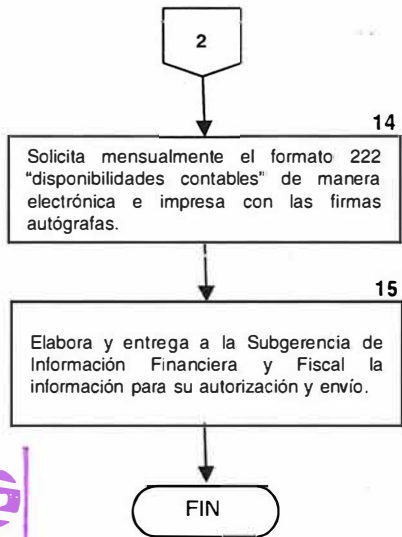 2
14
Solicita mensualmente el formato 222
"disponibilidades contables" de manera
electrónica e impresa con las firmas
autógrafas.
15
Elabora y entrega a la Subgerencia de
Información Financiera y Fiscal la
información para su autorización y envío.
FIN